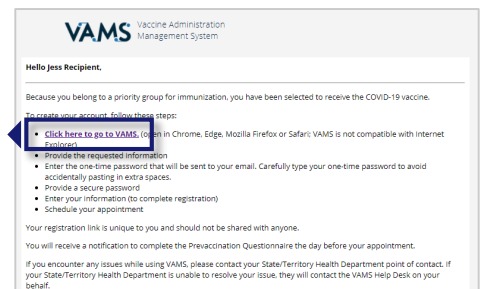 VAMS Vaccine Administration
Management System
Hello Jess Recipient,
Because you belong to a priority group for immunization, you have been selected to receive the COVID-19 vaccine.
To create your account, follow these steps:
• Click here to go to VAMS. (open in Chrome, Edge, Mozilla Firefox or Safari: VAMS is not compatible with Internet
Explorer)
• Provide the requested information
• Enter the one-time password that will be sent to your email. Carefully type your one-time password to avoid
accidentally pasting in extra spaces.
• Provide a secure password
• Enter your information (to complete registration)
• Schedule your appointment
Your registration link is unique to you and should not be shared with anyone.
You will receive a notification to complete the Prevaccination Questionnaire the day before your appointment.
If you encounter any issues while using VAMS, please contact your State/Territory Health Department point of contact. If
your State/Territory Health Department is unable to resolve your issue, they will contact the VAMS Help Desk on your
behalf.